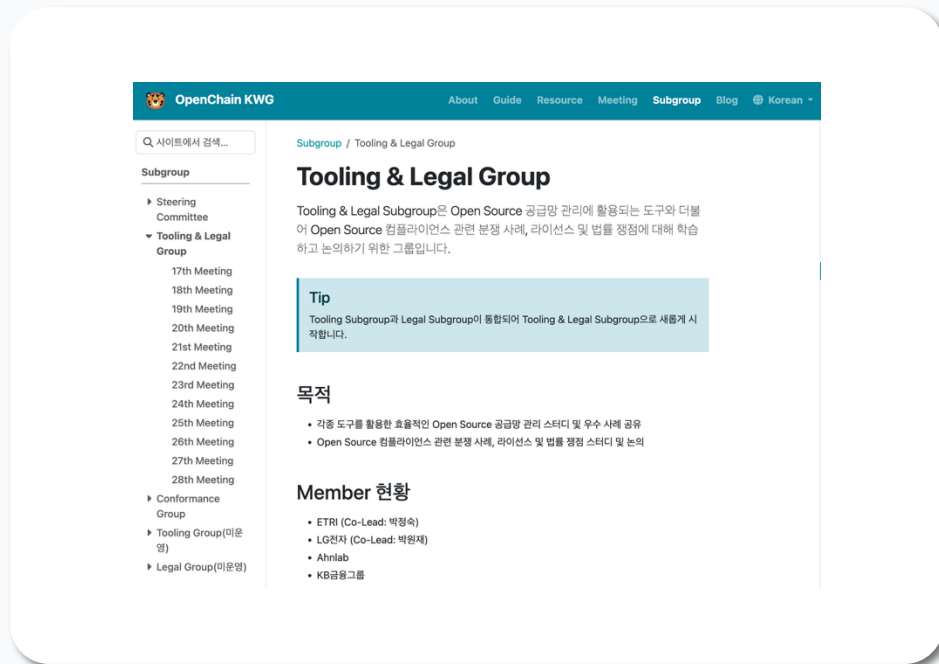 OpenChain KWG
About Guide Resource Meeting Subgroup Blog Korean
사이트에서 검색...
Subgroup
Steering
Committee
Tooling & Legal
Group
17th Meeting
18th Meeting
19th Meeting
20th Meeting
21st Meeting
22nd Meeting
23rd Meeting
24th Meeting
25th Meeting
26th Meeting
27th Meeting
28th Meeting
Conformance
Group
Tooling Group(미운
영)
Legal Group(미운영)
Subgroup / Tooling & Legal Group
Tooling & Legal Group
Tooling & Legal Subgroup은 Open Source 공급망 관리에 활용되는 도구와 더불
어 Open Source 컴플라이언스 관련 분쟁 사례, 라이선스 및 법률 쟁점에 대해 학습
하고 논의하기 위한 그룹입니다.
Tip
Tooling Subgroup과 Legal Subgroup이 통합되어 Tooling & Legal Subgroup으로 새롭게 시
작합니다.
목적
• 각종 도구를 활용한 효율적인 Open Source 공급망 관리 스터디 및 우수 사례 공유
• Open Source 컴플라이언스 관련 분쟁 사례, 라이선스 및 법률 쟁점 스터디 및 논의
Member 현황
• ETRI (Co-Lead: 박정숙)
• LG전자 (Co-Lead: 박원재)
• Ahnlab
• KB금융그룹